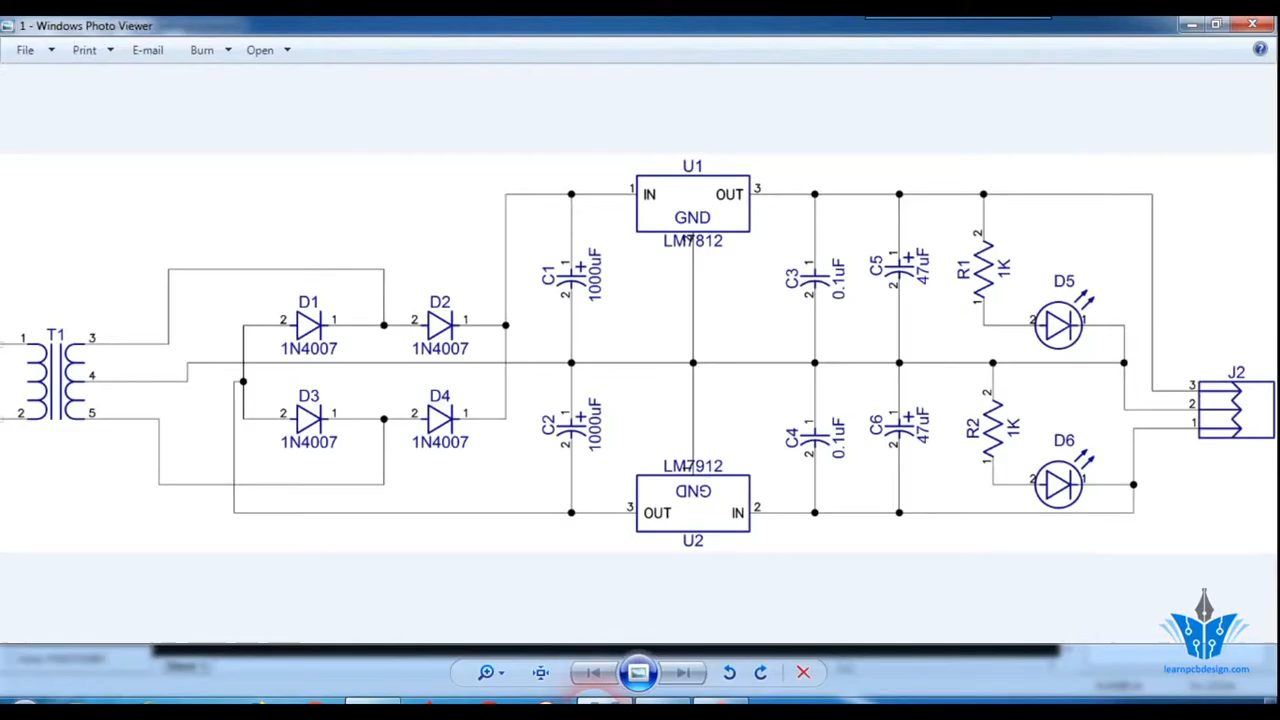 1 - Windows Photo Viewer
File Print E-mail Burn Open
U1
1 IN OUT 3
GND
LM7812
C1 1 + 2 1000uF
C3 1 2 0.1uF
C5 1 + 2 47uF
R1 2 1 1K
D5
2 1
D1 D2
2 1 2 1
1N4007 1N4007
T1
1 3
4
2 5
D3 D4
2 1 2 1
1N4007 1N4007
C2 1 + 2 1000uF
C4 1 2 0.1uF
C6 1 + 2 47uF
R2 2 1 1K
D6
2 1
J2
3
2
1
LM7912
GND
3 OUT IN 2
U2
learnpcbdesign.com